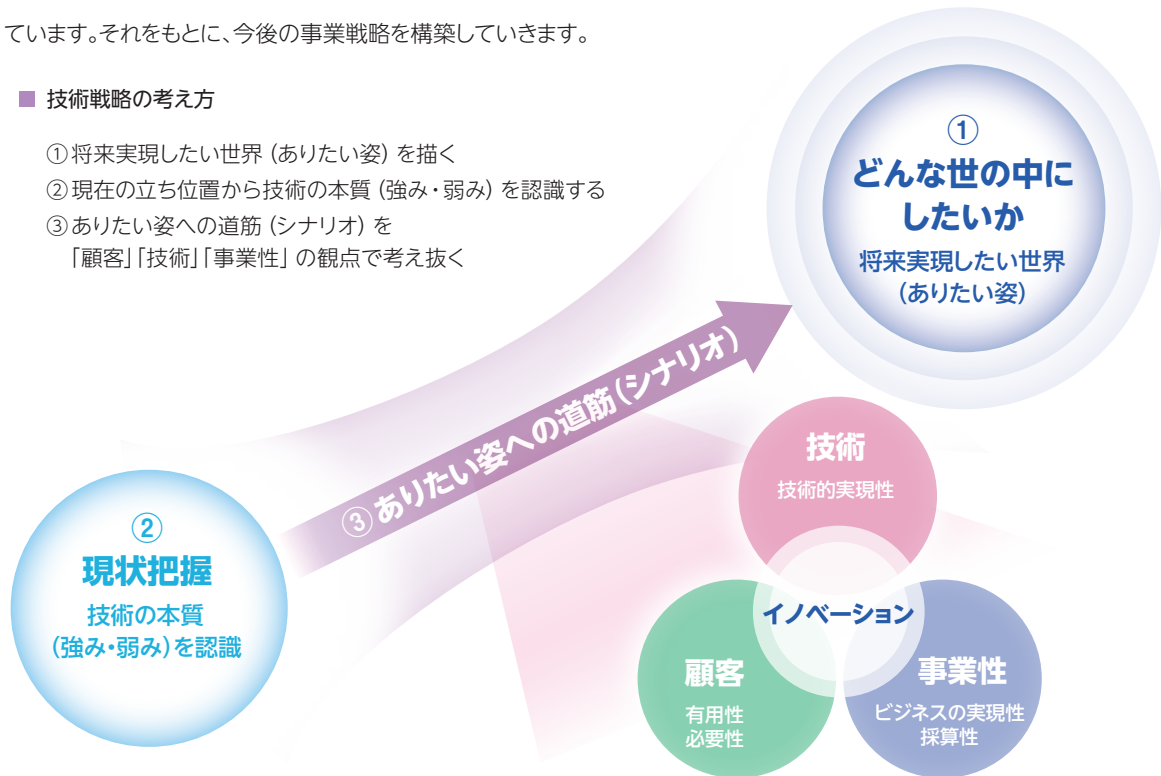 ています。それをもとに、今後の事業戦略を構築していきます。
■ 技術戦略の考え方
①将来実現したい世界（ありたい姿）を描く
②現在の立ち位置から技術の本質（強み・弱み）を認識する
③ありたい姿への道筋（シナリオ）を
「顧客」「技術」「事業性」の観点で考え抜く
①
どんな世の中に
したいか
将来実現したい世界
（ありたい姿）
③ありたい姿への道筋（シナリオ）
②
現状把握
技術の本質
（強み・弱み）を認識
技術
技術的実現性
イノベーション
顧客
有用性
必要性
事業性
ビジネスの実現性
採算性